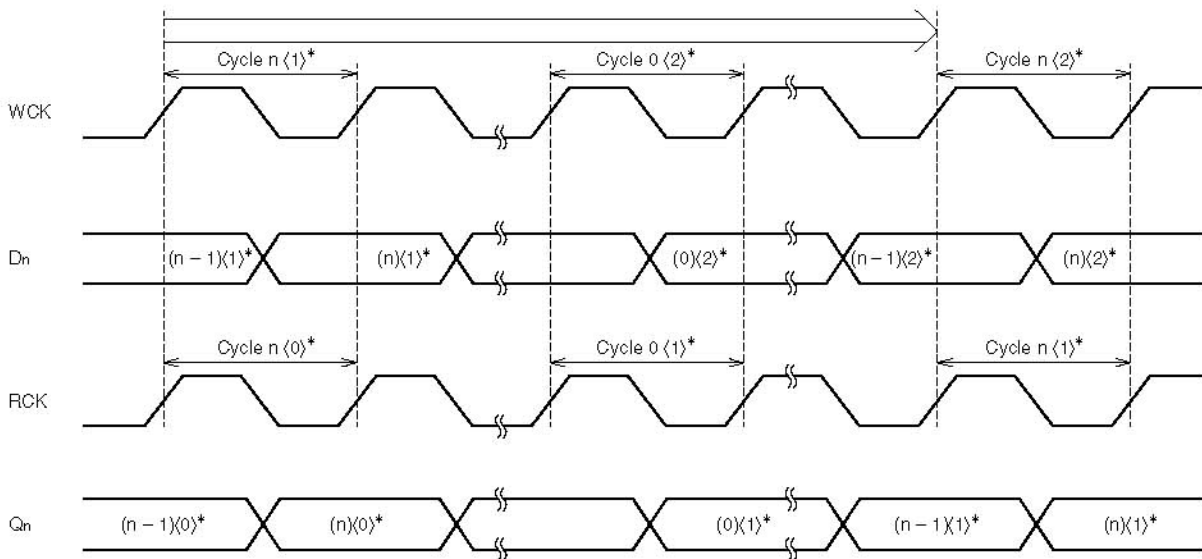 Cycle n ⟨1⟩* Cycle 0 ⟨2⟩* Cycle n ⟨2⟩*
WCK
Dn (n − 1)⟨1⟩* (n)⟨1⟩* (0)⟨2⟩* (n−1)⟨2⟩* (n)⟨2⟩*
Cycle n ⟨0⟩* Cycle 0 ⟨1⟩* Cycle n ⟨1⟩*
RCK
Qn (n − 1)⟨0⟩* (n)⟨0⟩* (0)⟨1⟩* (n − 1)⟨1⟩* (n)⟨1⟩*